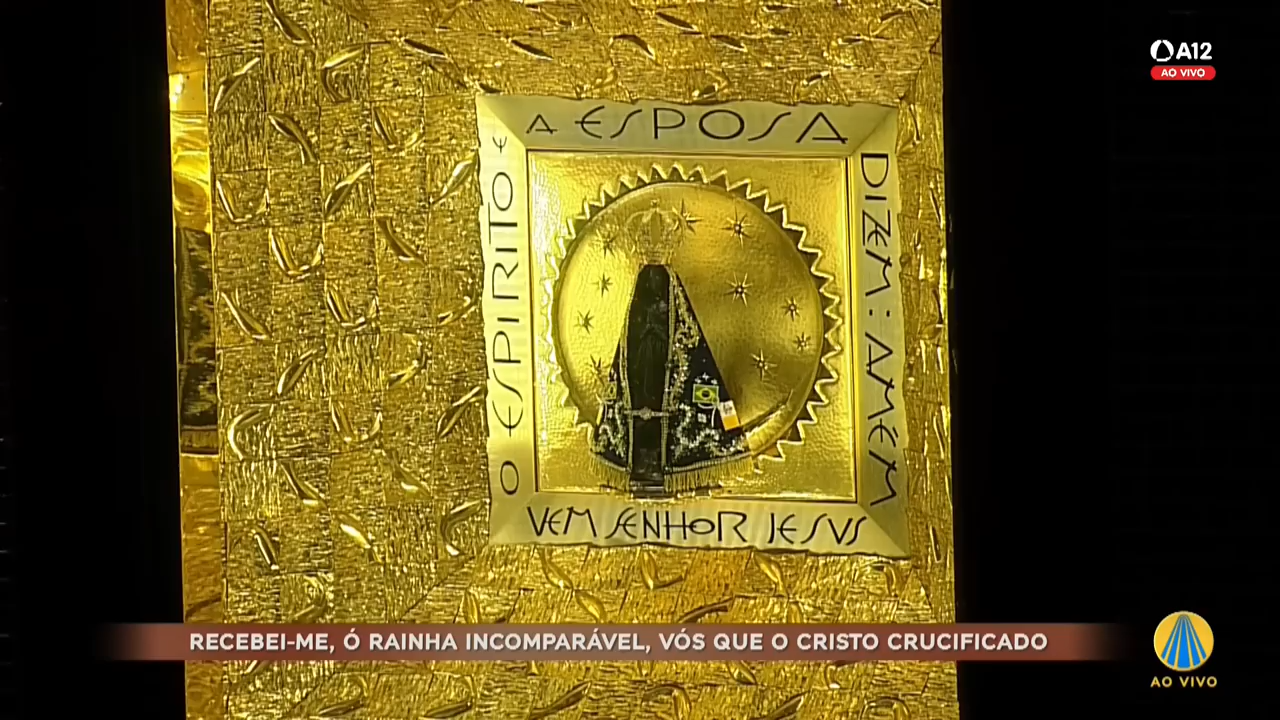 A12
AO VIVO
O ESPIRITO E
A ESPOSA
DIZEM: AMÉM
VEM SENHOR JESUS
RECEBEI-ME, Ó RAINHA INCOMPARÁVEL, VÓS QUE O CRISTO CRUCIFICADO
AO VIVO